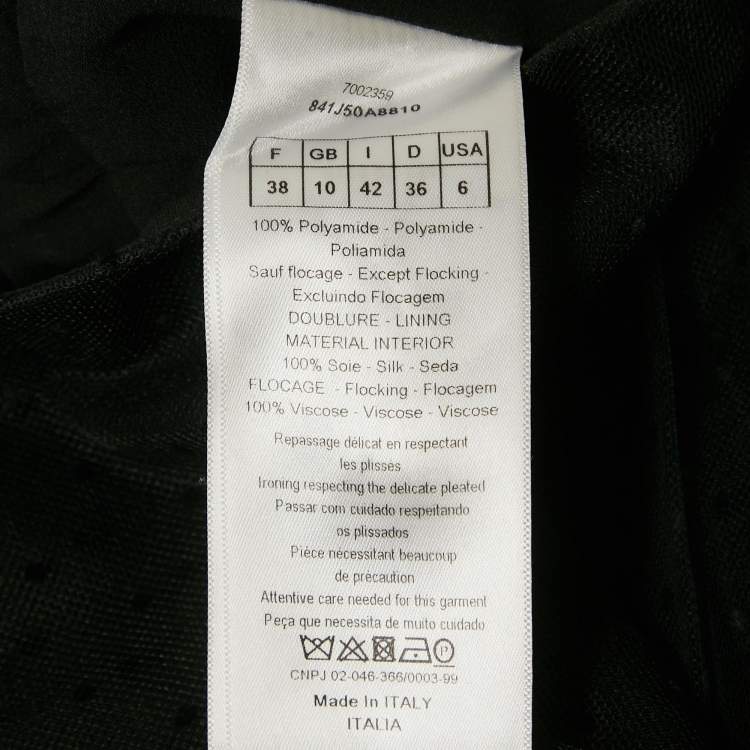 7002359
841J50A8810
F GB I D USA
38 10 42 36 6
100% Polyamide - Polyamide -
Poliamida
Sauf flocage - Except Flocking -
Excluindo Flocagem
DOUBLURE - LINING
MATERIAL INTERIOR
100% Soie - Silk - Seda
FLOCAGE - Flocking - Flocagem
100% Viscose - Viscose - Viscose
Repassage délicat en respectant
les plisses
Ironing respecting the delicate pleated
Passar com cuidado respeitando
os plissados
Pièce nécessitant beaucoup
de précaution
Attentive care needed for this garment
Peça que necessita de muito cuidado
P
CNPJ 02-046-366/0003-99
Made In ITALY
ITALIA